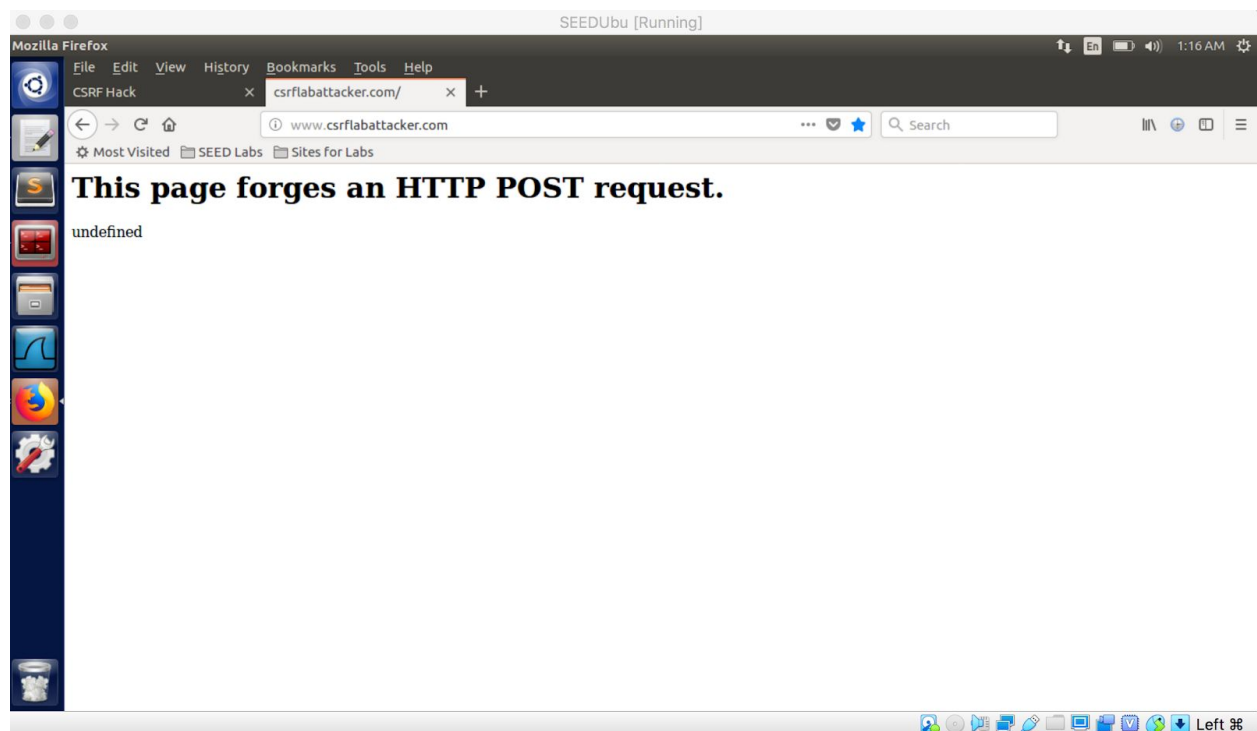 SEEDUbu [Running]
Mozilla Firefox
En
1:16 AM
File Edit View History Bookmarks Tools Help
CSRF Hack
csrflabattacker.com/
www.csrflabattacker.com
Search
Most Visited SEED Labs Sites for Labs
This page forges an HTTP POST request.
undefined
Left ⌘